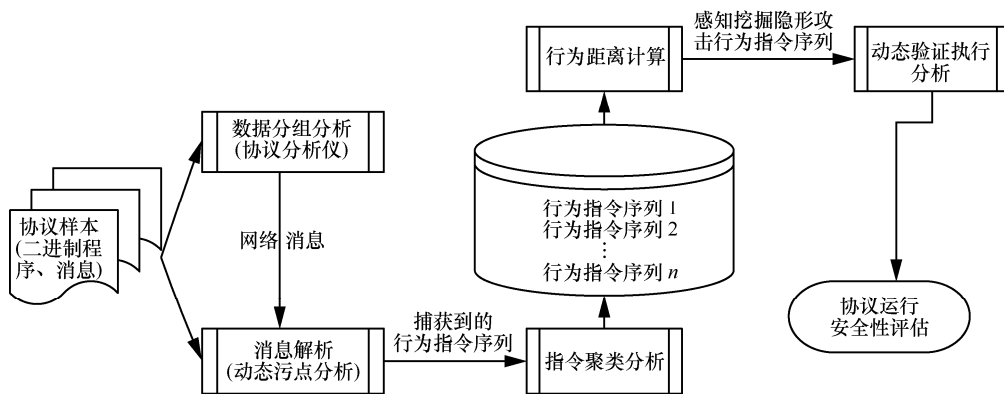 协议样本
(二进制程
序、消息)
数据分组分析
(协议分析仪)
网络 消息
消息解析
(动态污点分析)
捕获到的
行为指令序列
指令聚类分析
行为指令序列 1
行为指令序列 2
⋮
行为指令序列 n
行为距离计算
感知挖掘隐形攻
击行为指令序列
动态验证执行
分析
协议运行
安全性评估